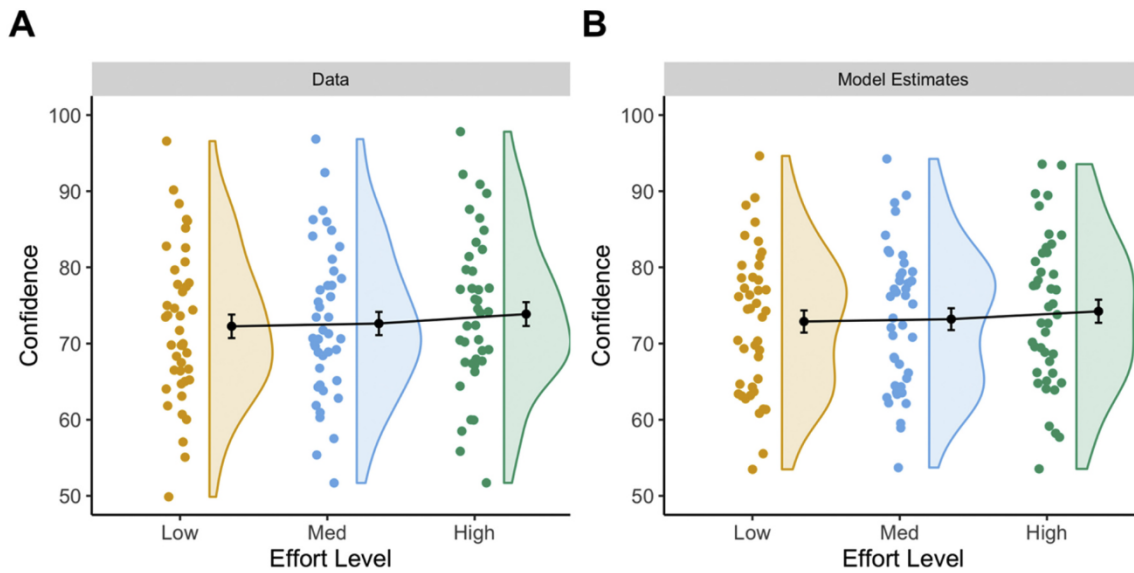 A
Data
Confidence
100
90
80
70
60
50
Low Med High
Effort Level
B
Model Estimates
Confidence
100
90
80
70
60
50
Low Med High
Effort Level